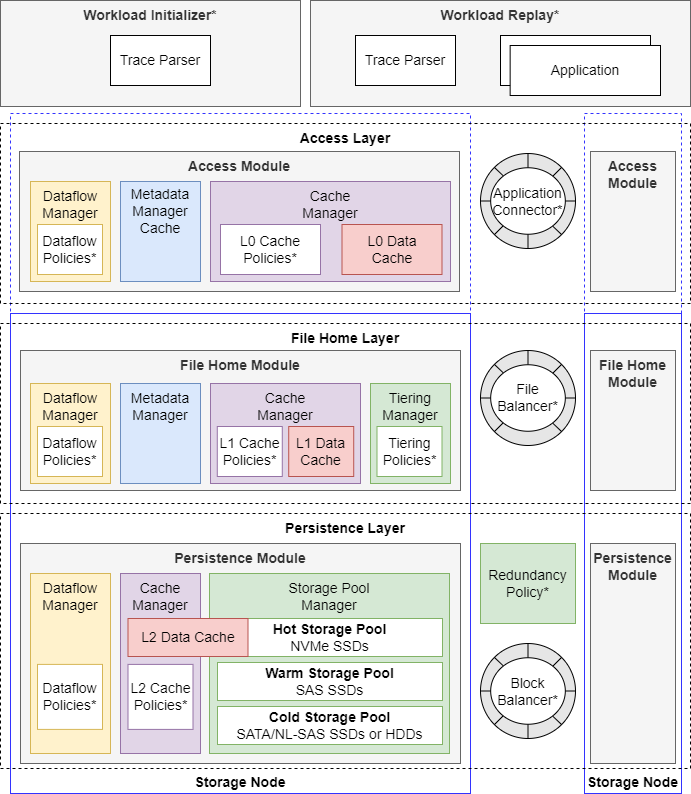 Workload Initializer*
Trace Parser
Workload Replay*
Trace Parser
Application
Access Layer
Access Module
Dataflow
Manager
Dataflow
Policies*
Metadata
Manager
Cache
Cache
Manager
L0 Cache
Policies*
L0 Data
Cache
Application
Connector*
Access
Module
File Home Layer
File Home Module
Dataflow
Manager
Dataflow
Policies*
Metadata
Manager
Cache
Manager
L1 Cache
Policies*
L1 Data
Cache
Tiering
Manager
Tiering
Policies*
File
Balancer*
File Home
Module
Persistence Layer
Persistence Module
Dataflow
Manager
Dataflow
Policies*
Cache
Manager
L2 Data Cache
L2 Cache
Policies*
Storage Pool
Manager
Hot Storage Pool
NVMe SSDs
Warm Storage Pool
SAS SSDs
Cold Storage Pool
SATA/NL-SAS SSDs or HDDs
Redundancy
Policy*
Block
Balancer*
Persistence
Module
Storage Node
Storage Node